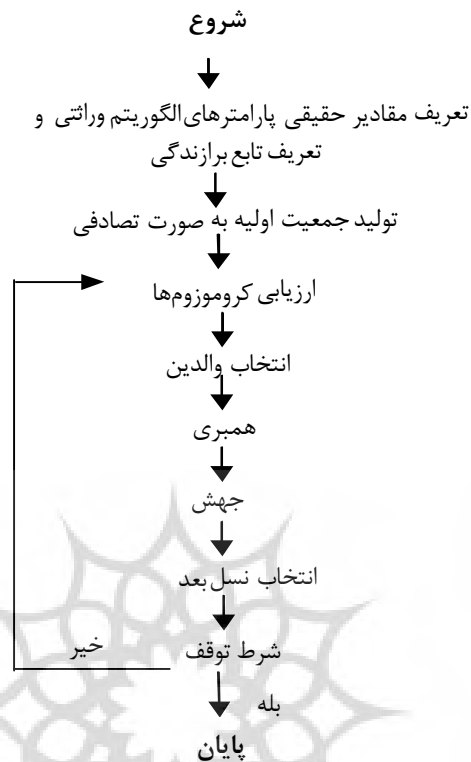 شروع
تعریف مقادیر حقیقی پارامترهای الگوریتم وراثتی و
تعریف تابع برازندگی
تولید جمعیت اولیه به صورت تصادفی
ارزیابی کروموزوم‌ها
انتخاب والدین
همبری
جهش
انتخاب نسل بعد
شرط توقف
خیر
بله
پایان